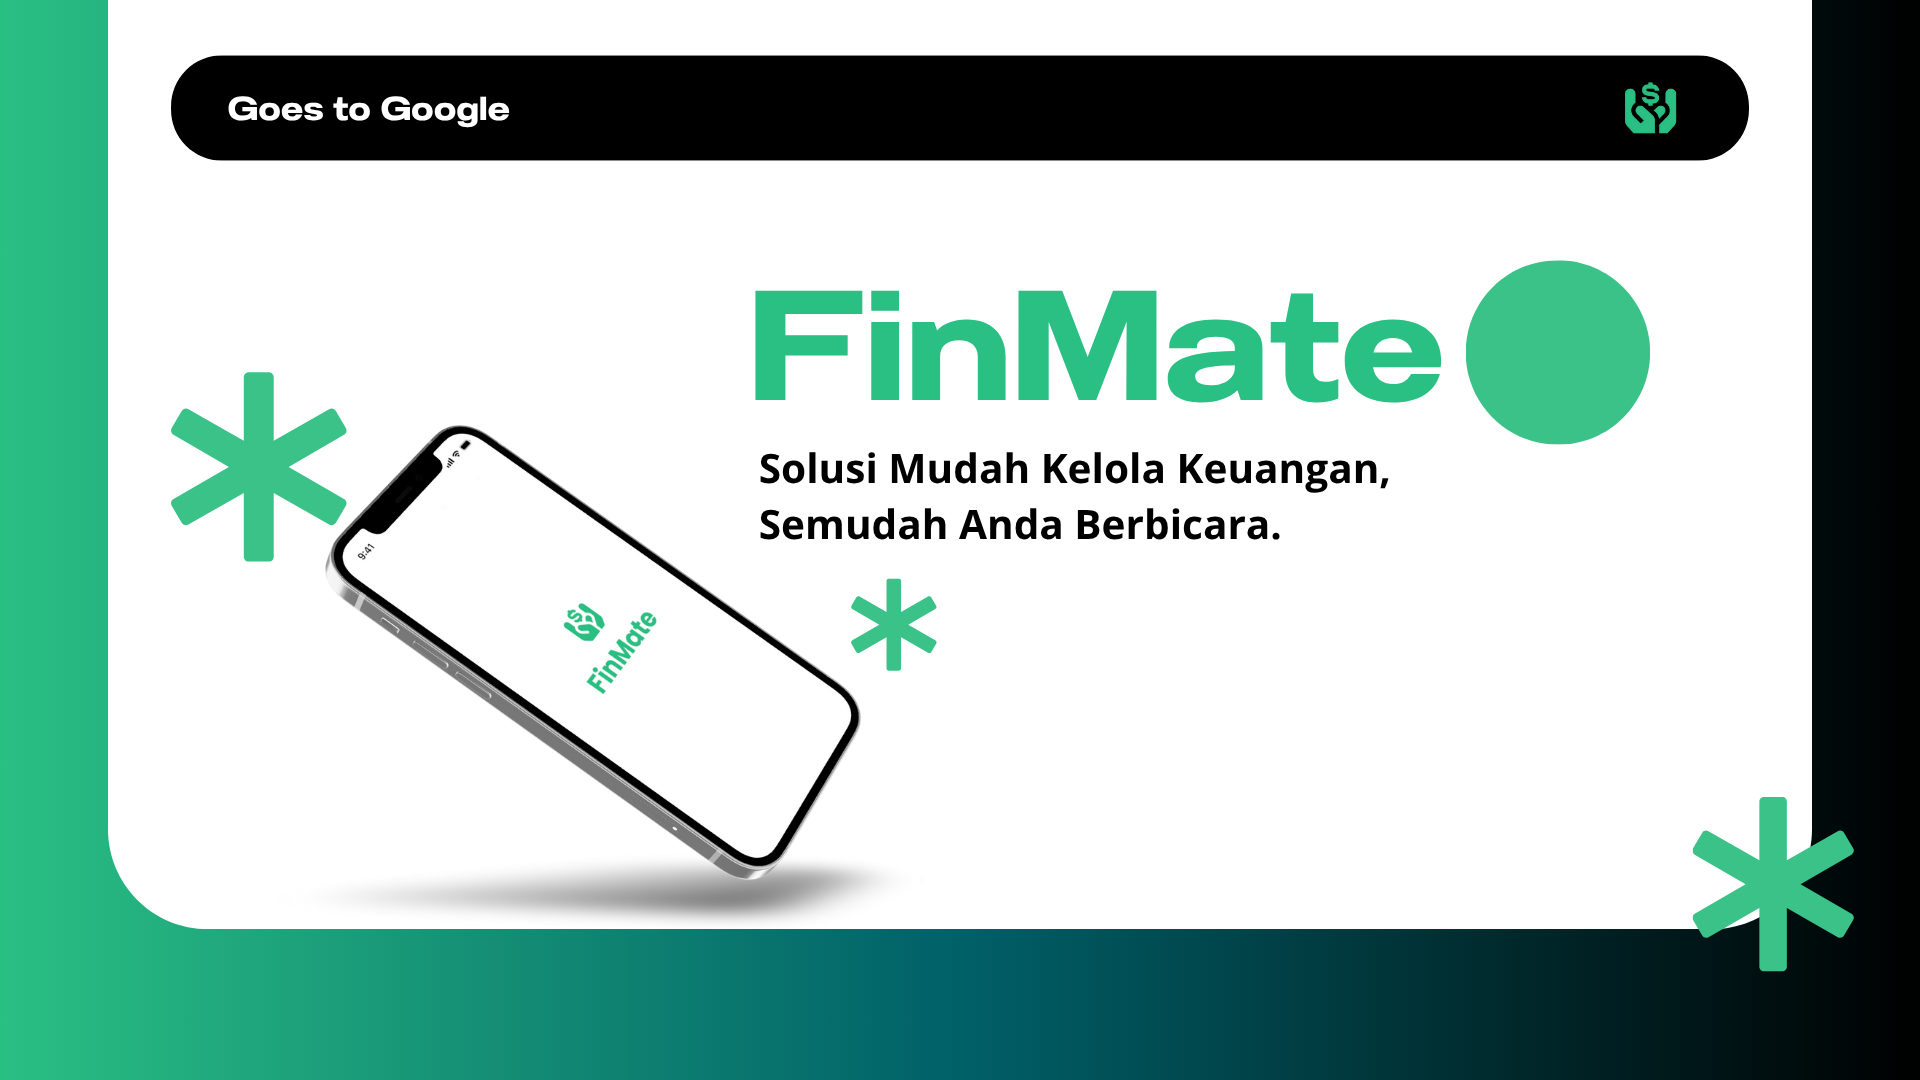 Goes to Google
FinMate
Solusi Mudah Kelola Keuangan,
Semudah Anda Berbicara.
9:41
$
FinMate